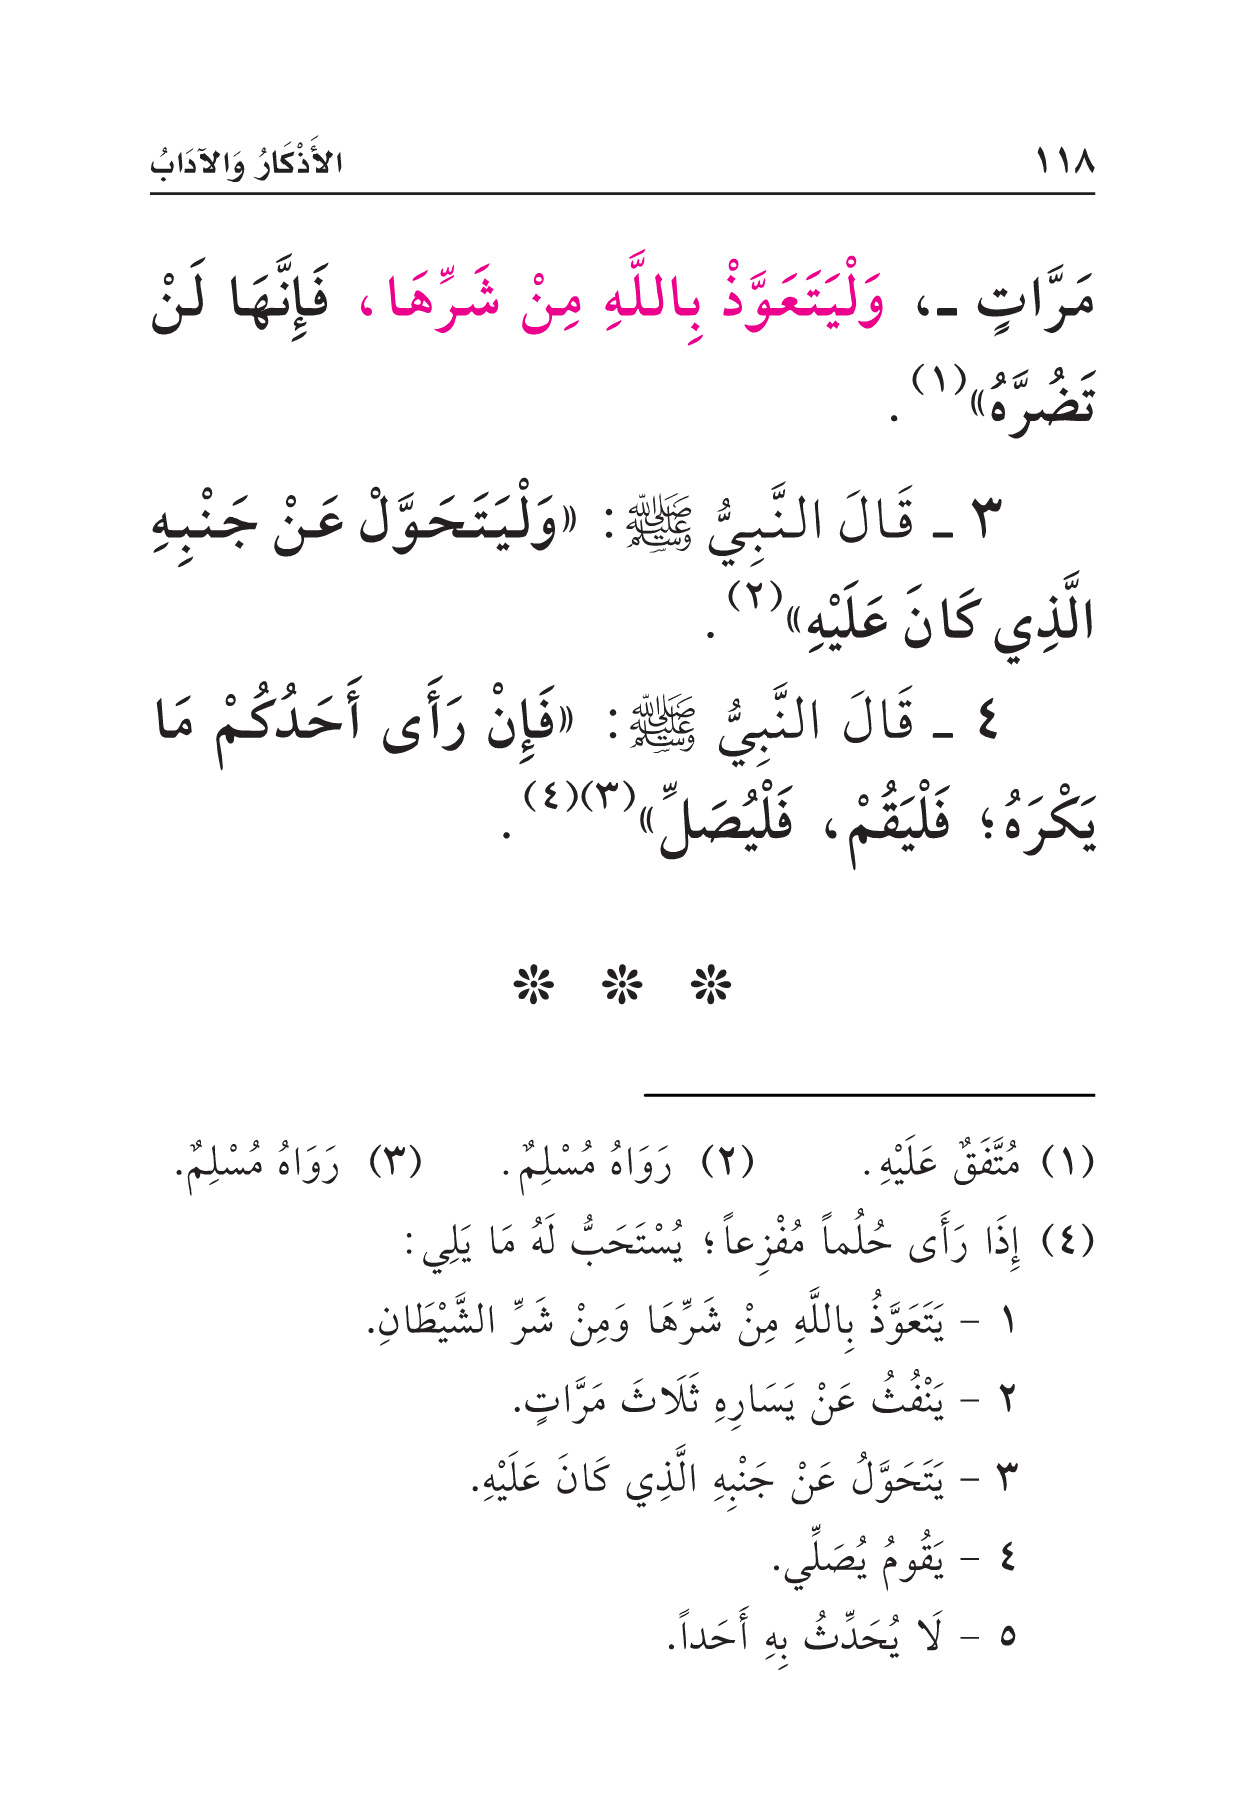 ١١٨ الأَذْكَارُ وَالآدَابُ
مَرَّاتٍ ـ، وَلْيَتَعَوَّذْ بِاللَّهِ مِنْ شَرِّهَا، فَإِنَّهَا لَنْ
تَضُرَّهُ»(١).
٣ ـ قَالَ النَّبِيُّ ﷺ: «وَلْيَتَحَوَّلْ عَنْ جَنْبِهِ
الَّذِي كَانَ عَلَيْهِ»(٢).
٤ ـ قَالَ النَّبِيُّ ﷺ: «فَإِنْ رَأَى أَحَدُكُمْ مَا
يَكْرَهُ؛ فَلْيَقُمْ، فَلْيُصَلِّ»(٣)(٤).
(١) مُتَّفَقٌ عَلَيْهِ. (٢) رَوَاهُ مُسْلِمٌ. (٣) رَوَاهُ مُسْلِمٌ.
(٤) إِذَا رَأَى حُلُماً مُفْزِعاً؛ يُسْتَحَبُّ لَهُ مَا يَلِي:
١ – يَتَعَوَّذُ بِاللَّهِ مِنْ شَرِّهَا وَمِنْ شَرِّ الشَّيْطَانِ.
٢ – يَنْفُثُ عَنْ يَسَارِهِ ثَلَاثَ مَرَّاتٍ.
٣ – يَتَحَوَّلُ عَنْ جَنْبِهِ الَّذِي كَانَ عَلَيْهِ.
٤ – يَقُومُ يُصَلِّي.
٥ – لَا يُحَدِّثُ بِهِ أَحَداً.